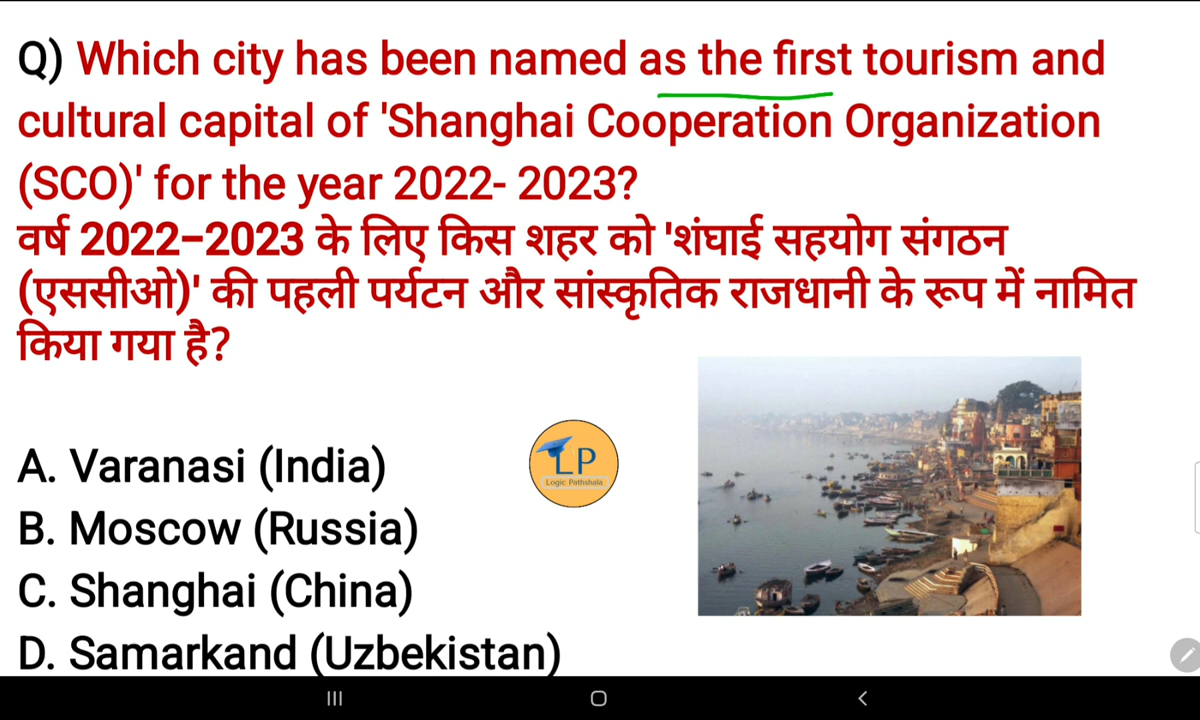 Q) Which city has been named as the first tourism and
cultural capital of 'Shanghai Cooperation Organization
(SCO)' for the year 2022- 2023?
वर्ष 2022-2023 के लिए किस शहर को 'शंघाई सहयोग संगठन
(एससीओ)' की पहली पर्यटन और सांस्कृतिक राजधानी के रूप में नामित
किया गया है?
A. Varanasi (India)
B. Moscow (Russia)
C. Shanghai (China)
D. Samarkand (Uzbekistan)
LP
Logic Pathshala